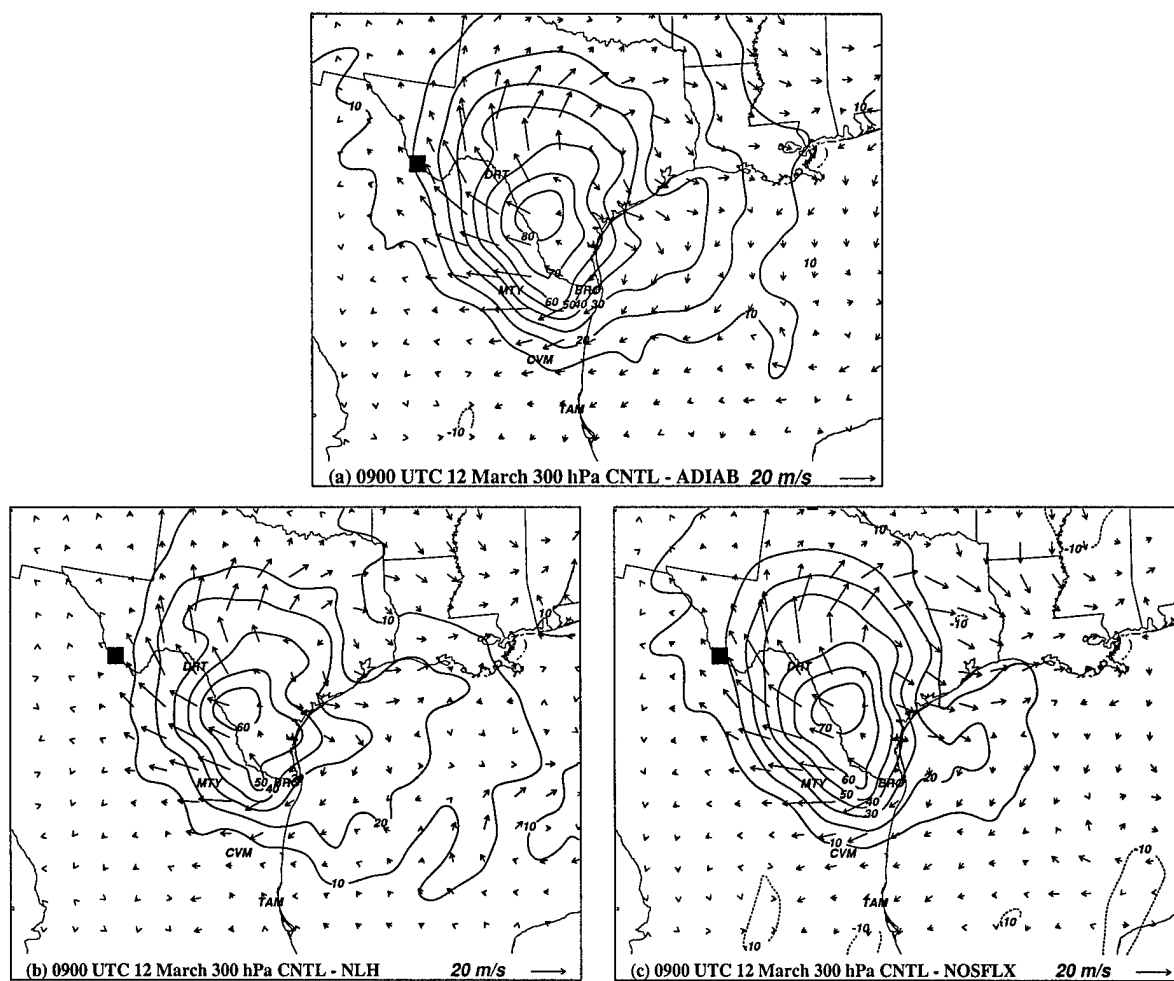 10
10
DRT
80
10
70
MTY
BRO
60 50 40 30
10
20
CVM
TAM
-10
(a) 0900 UTC 12 March 300 hPa CNTL - ADIAB 20 m/s
10
10
DRT
60
MTY
50
40
BRO
20
10
CVM
10
TAM
(b) 0900 UTC 12 March 300 hPa CNTL - NLH 20 m/s
10
-10
-10
DRT
70
MTY
60
BRO
20
50
40
30
10
CVM
-10
TAM
-10
-10
(c) 0900 UTC 12 March 300 hPa CNTL - NOSFLX 20 m/s